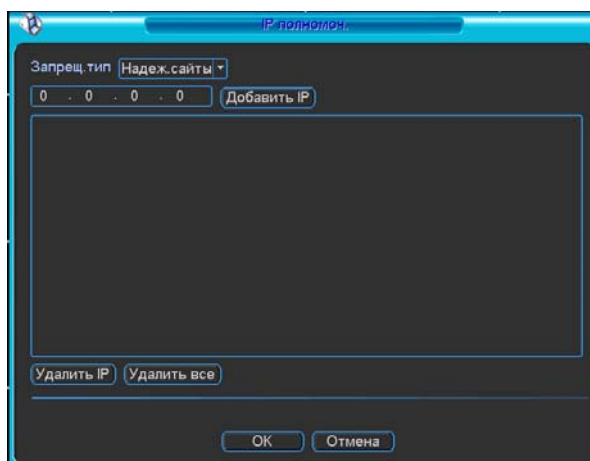 IP полномоч.
Запрещ.тип Надеж.сайты
0 . 0 . 0 . 0 Добавить IP
Удалить IP Удалить все
OK Отмена